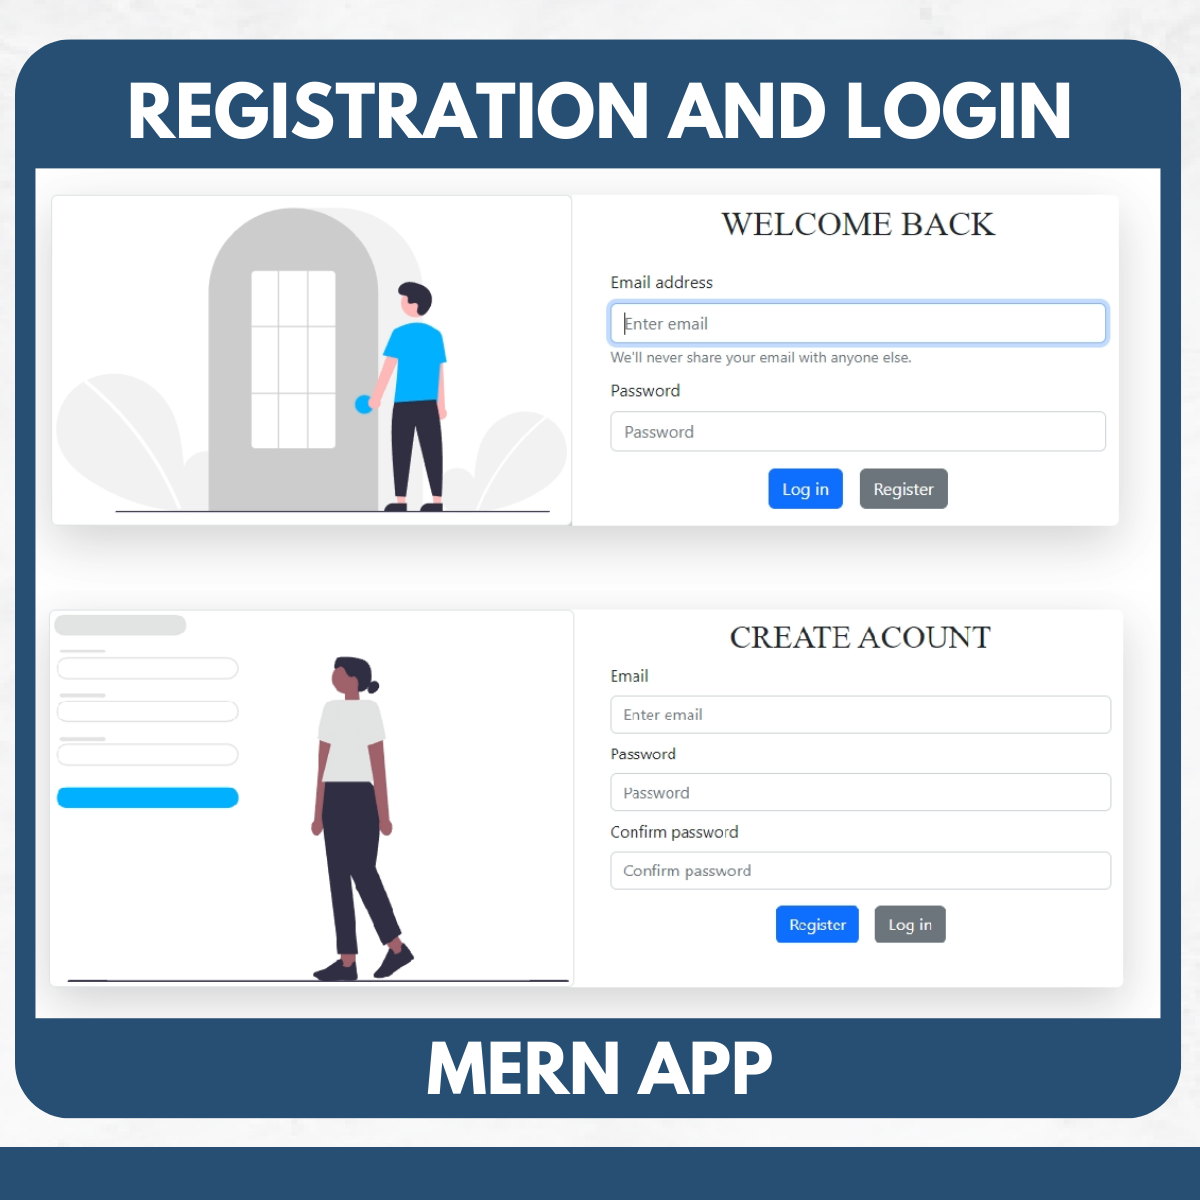 REGISTRATION AND LOGIN
WELCOME BACK
Email address
Enter email
We'll never share your email with anyone else.
Password
Password
Log in Register
CREATE ACOUNT
Email
Enter email
Password
Password
Confirm password
Confirm password
Register Log in
MERN APP